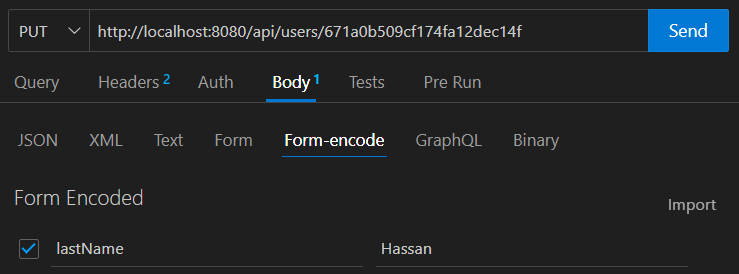 PUT http://localhost:8080/api/users/671a0b509cf174fa12dec14f Send
Query Headers 2 Auth Body 1 Tests Pre Run
JSON XML Text Form Form-encode GraphQL Binary
Form Encoded Import
lastName Hassan